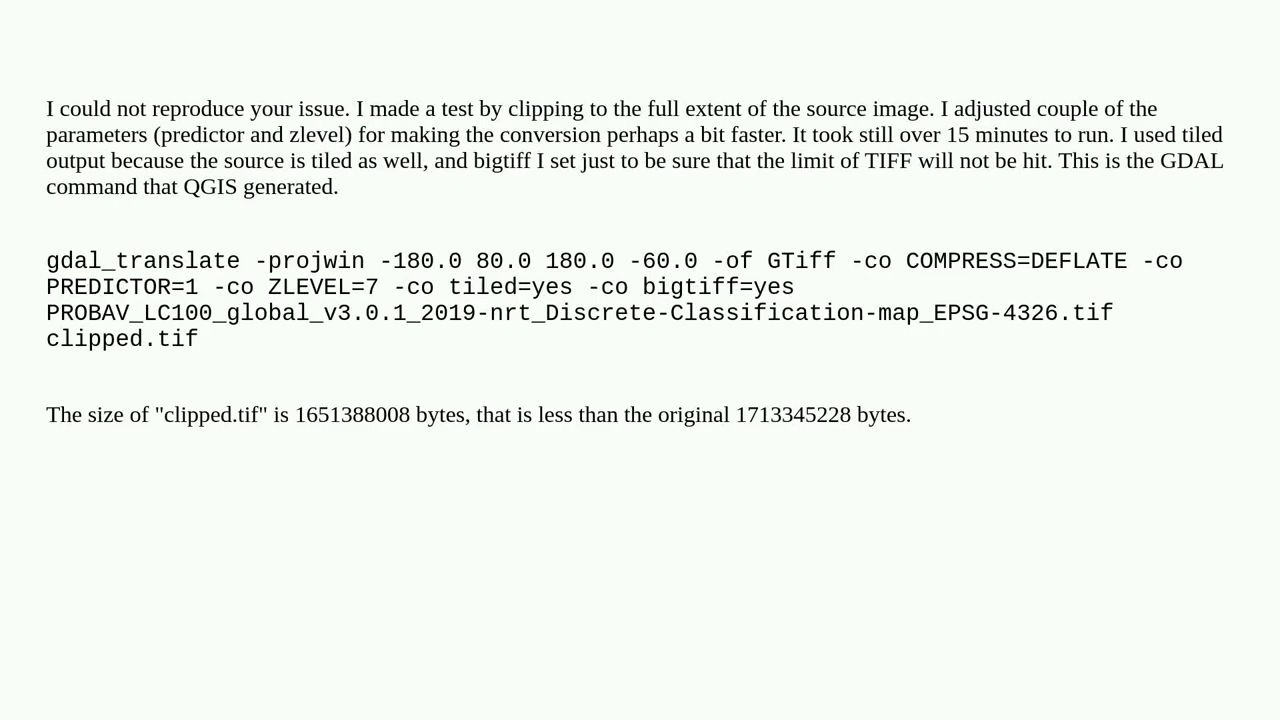 I could not reproduce your issue. I made a test by clipping to the full extent of the source image. I adjusted couple of the
parameters (predictor and zlevel) for making the conversion perhaps a bit faster. It took still over 15 minutes to run. I used tiled
output because the source is tiled as well, and bigtiff I set just to be sure that the limit of TIFF will not be hit. This is the GDAL
command that QGIS generated.
gdal_translate -projwin -180.0 80.0 180.0 -60.0 -of GTiff -co COMPRESS=DEFLATE -co
PREDICTOR=1 -co ZLEVEL=7 -co tiled=yes -co bigtiff=yes
PROBAV_LC100_global_v3.0.1_2019-nrt_Discrete-Classification-map_EPSG-4326.tif
clipped.tif
The size of "clipped.tif" is 1651388008 bytes, that is less than the original 1713345228 bytes.